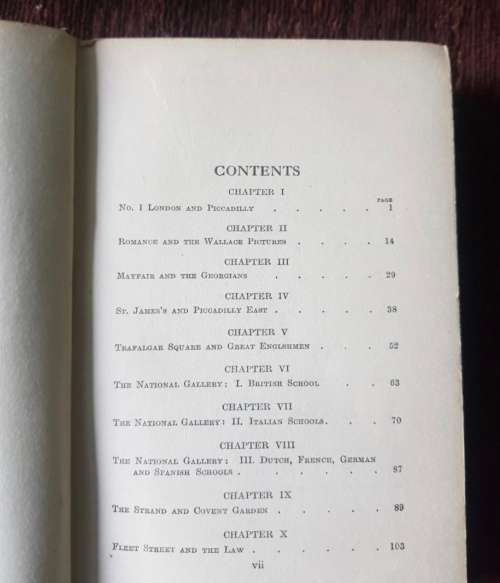 CONTENTS
CHAPTER I
PAGE
No. 1 London and Piccadilly . . . . . 1
CHAPTER II
Romance and the Wallace Pictures . . . . 14
CHAPTER III
Mayfair and the Georgians . . . . . 29
CHAPTER IV
St. James's and Piccadilly East . . . . . 38
CHAPTER V
Trafalgar Square and Great Englishmen . . . 52
CHAPTER VI
The National Gallery: I. British School . . 63
CHAPTER VII
The National Gallery: II. Italian Schools . . . 70
CHAPTER VIII
The National Gallery: III. Dutch, French, German
and Spanish Schools . . . . . . 87
CHAPTER IX
The Strand and Covent Garden . . . . . 89
CHAPTER X
Fleet Street and the Law . . . . . . 103
vii